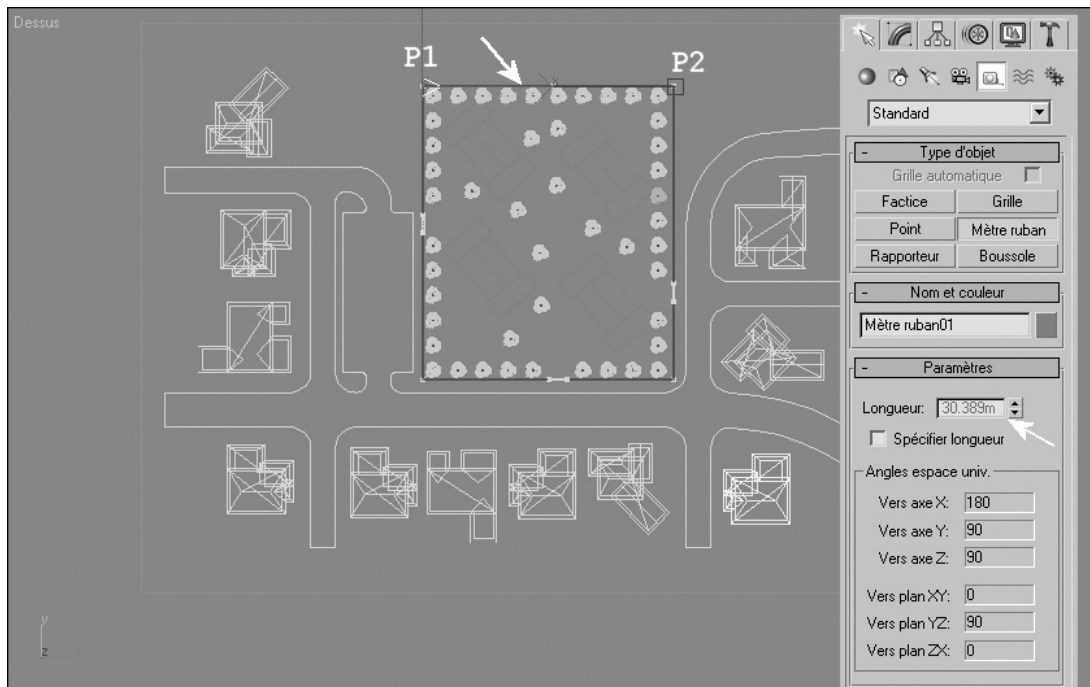 Dessus
P1
P2
x
y
z
Standard
- Type d'objet
Grille automatique
Factice Grille
Point Mètre ruban
Rapporteur Boussole
- Nom et couleur
Mètre ruban01
- Paramètres
Longueur: 30.389m
Spécifier longueur
Angles espace univ.
Vers axe X: 180
Vers axe Y: 90
Vers axe Z: 90
Vers plan XY: 0
Vers plan YZ: 90
Vers plan ZX: 0